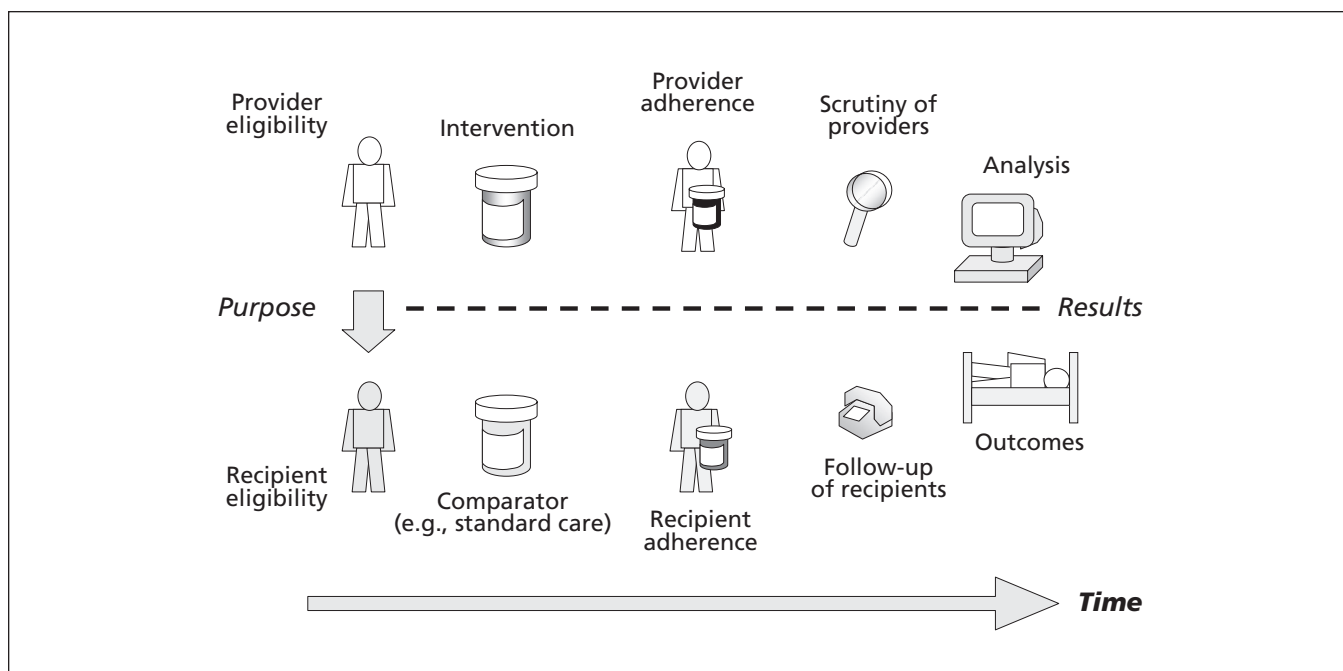 Provider
eligibility
Intervention
Provider
adherence
Scrutiny of
providers
Analysis
Purpose
Results
Recipient
eligibility
Comparator
(e.g., standard care)
Recipient
adherence
Follow-up
of recipients
Outcomes
Time